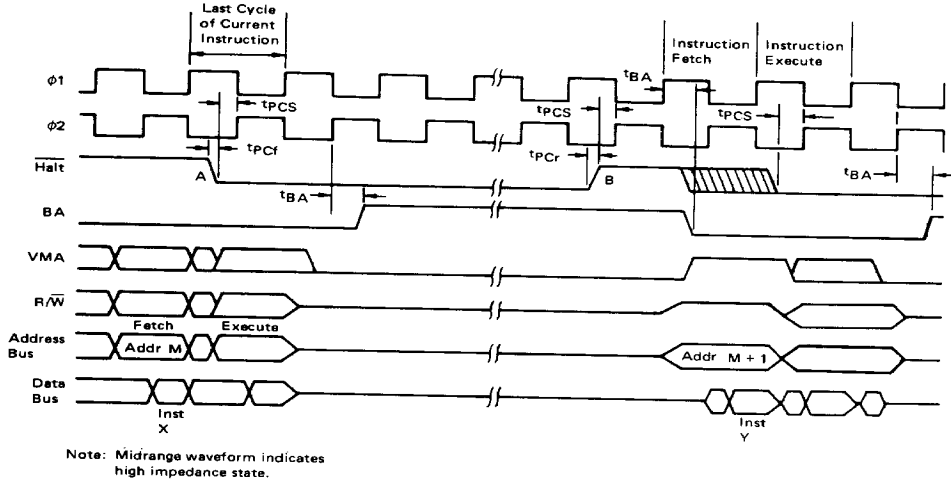 Last Cycle
of Current
Instruction
Instruction
Fetch
Instruction
Execute
tBA
ϕ1
tPCS
tPCS
tPCS
ϕ2
tPCf
tPCr
Halt
A
B
tBA
tBA
BA
VMA
R/W
Fetch
Execute
Address
Bus
Addr M
Addr M + 1
Data
Bus
Inst
X
Inst
Y
Note: Midrange waveform indicates
high impedance state.